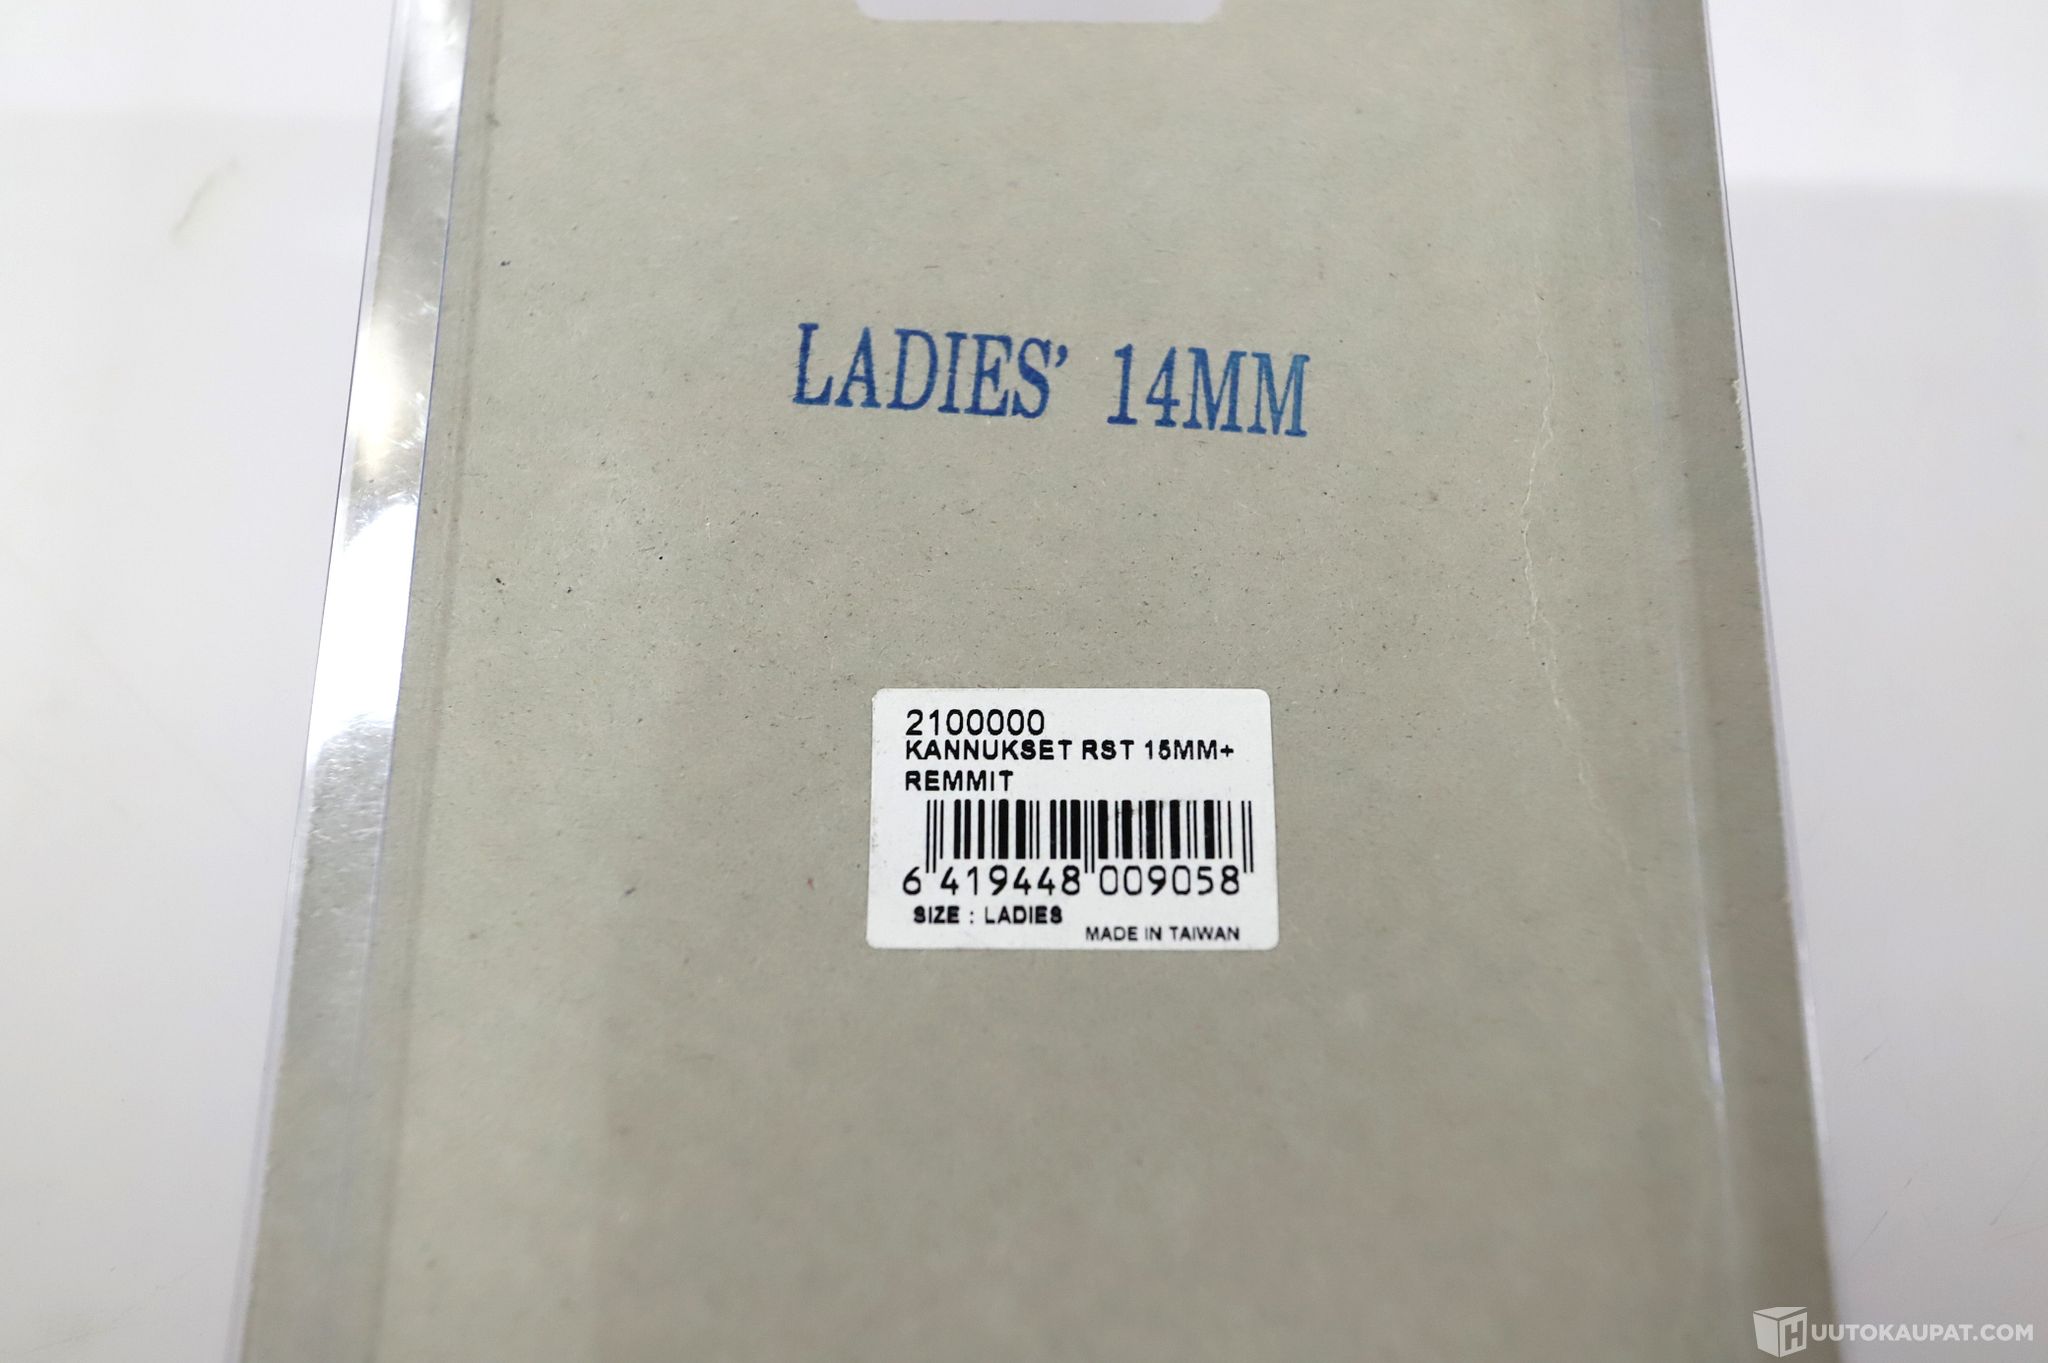 LADIES' 14MM
2100000
KANNUKSET RST 15MM+
REMMIT
6 419448 009058
SIZE : LADIES
MADE IN TAIWAN
HUUTOKAUPAT.COM